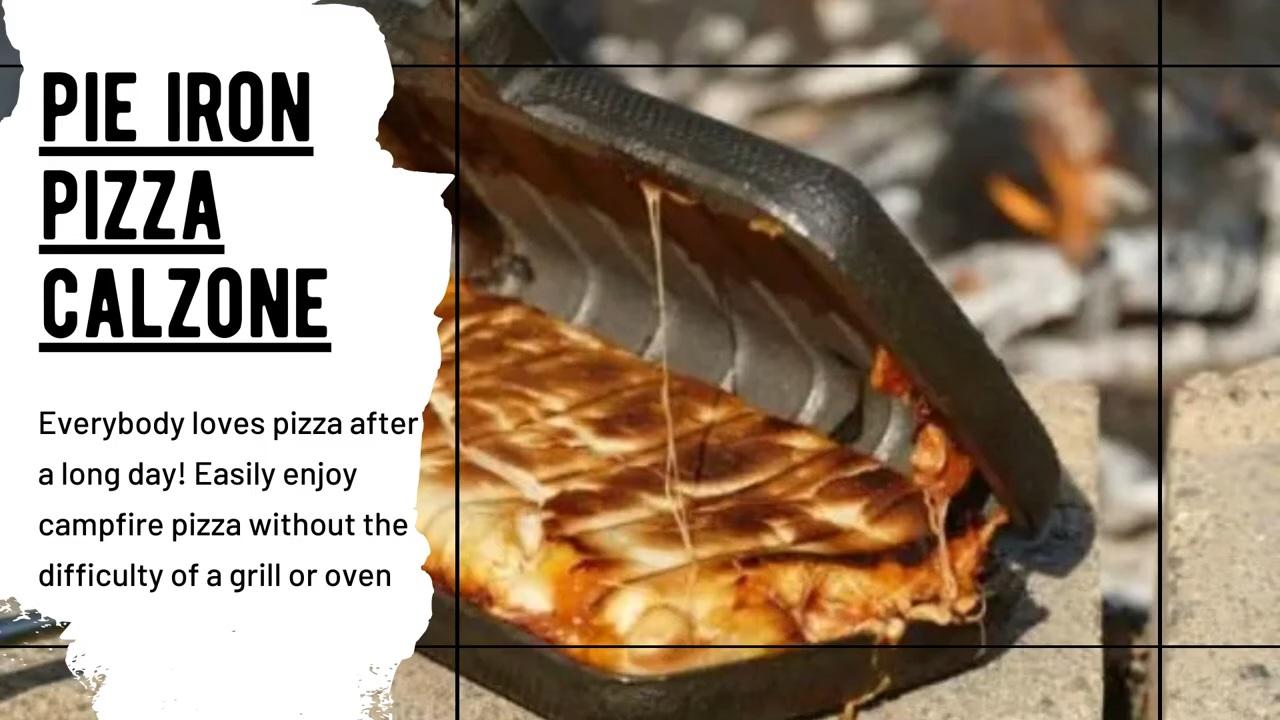 PIE IRON
PIZZA
CALZONE
Everybody loves pizza after
a long day! Easily enjoy
campfire pizza without the
difficulty of a grill or oven